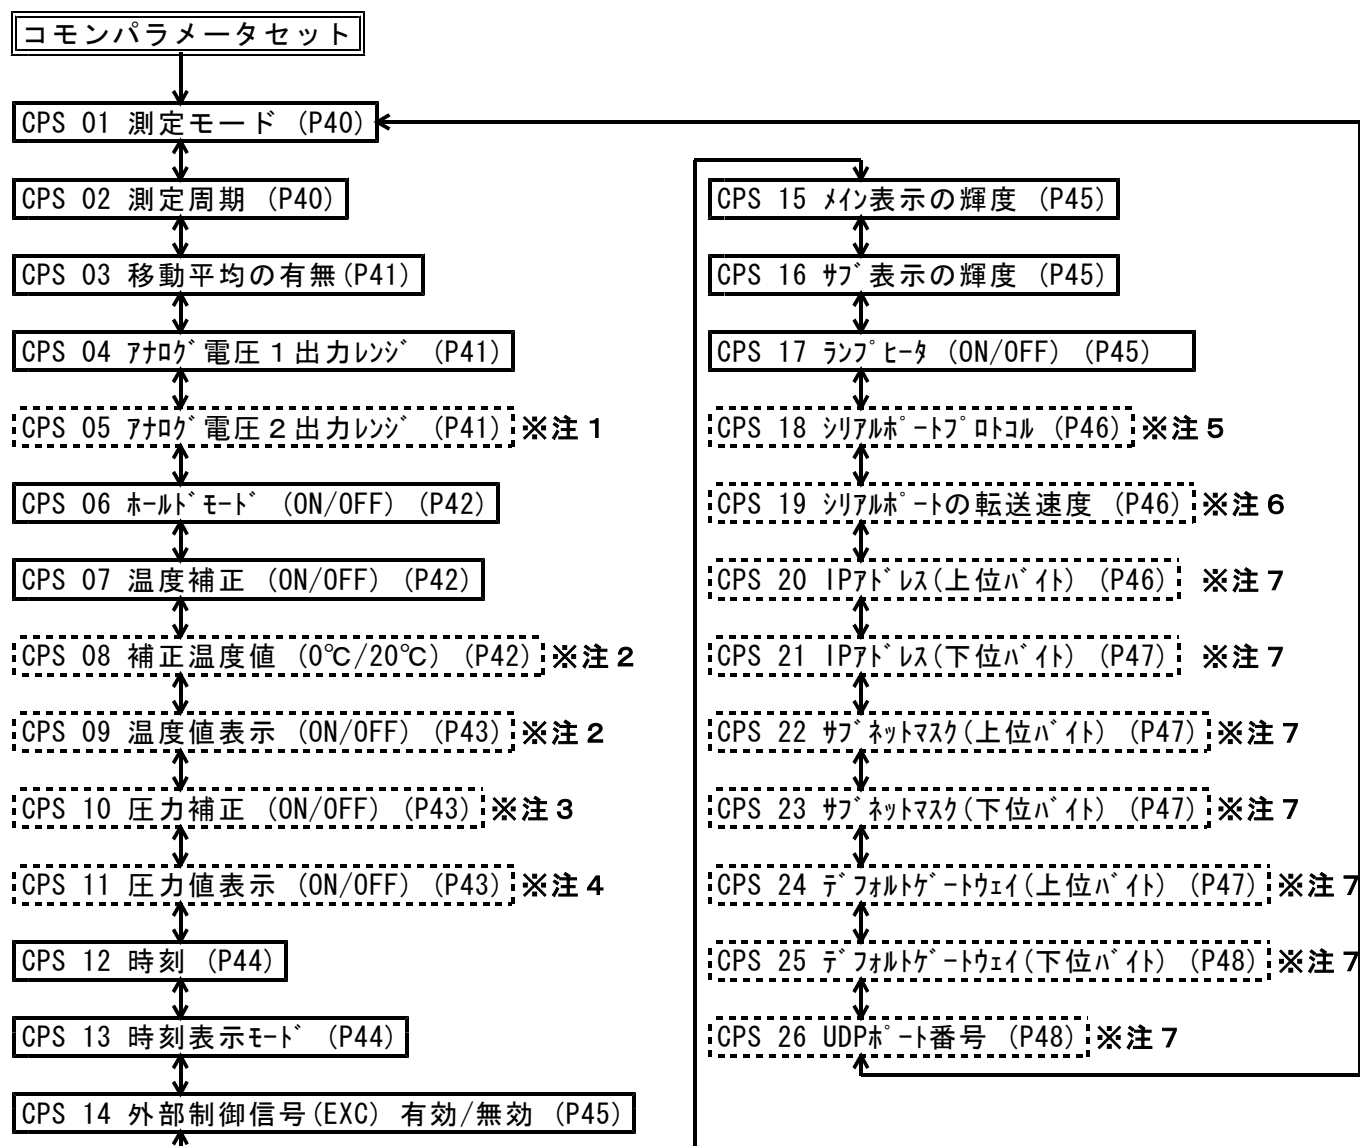 コモンパラメータセット
CPS 01 測定モード (P40)
CPS 02 測定周期 (P40)
CPS 03 移動平均の有無(P41)
CPS 04 ｱﾅﾛｸﾞ電圧１出力ﾚﾝｼﾞ (P41)
CPS 05 ｱﾅﾛｸﾞ電圧２出力ﾚﾝｼﾞ (P41) ※注１
CPS 06 ﾎｰﾙﾄﾞﾓｰﾄﾞ (ON/OFF) (P42)
CPS 07 温度補正 (ON/OFF) (P42)
CPS 08 補正温度値 (0℃/20℃) (P42) ※注２
CPS 09 温度値表示 (ON/OFF) (P43) ※注２
CPS 10 圧力補正 (ON/OFF) (P43) ※注３
CPS 11 圧力値表示 (ON/OFF) (P43) ※注４
CPS 12 時刻 (P44)
CPS 13 時刻表示ﾓｰﾄﾞ (P44)
CPS 14 外部制御信号(EXC) 有効/無効 (P45)
CPS 15 ﾒｲﾝ表示の輝度 (P45)
CPS 16 ｻﾌﾞ表示の輝度 (P45)
CPS 17 ﾗﾝﾌﾟﾋｰﾀ (ON/OFF) (P45)
CPS 18 ｼﾘｱﾙﾎﾟｰﾄﾌﾟﾛﾄｺﾙ (P46) ※注５
CPS 19 ｼﾘｱﾙﾎﾟｰﾄの転送速度 (P46) ※注６
CPS 20 IPｱﾄﾞﾚｽ(上位ﾊﾞｲﾄ) (P46) ※注７
CPS 21 IPｱﾄﾞﾚｽ(下位ﾊﾞｲﾄ) (P47) ※注７
CPS 22 ｻﾌﾞﾈｯﾄﾏｽｸ(上位ﾊﾞｲﾄ) (P47) ※注７
CPS 23 ｻﾌﾞﾈｯﾄﾏｽｸ(下位ﾊﾞｲﾄ) (P47) ※注７
CPS 24 ﾃﾞﾌｫﾙﾄｹﾞｰﾄｳｪｲ(上位ﾊﾞｲﾄ) (P47) ※注７
CPS 25 ﾃﾞﾌｫﾙﾄｹﾞｰﾄｳｪｲ(下位ﾊﾞｲﾄ) (P48) ※注７
CPS 26 UDPﾎﾟｰﾄ番号 (P48) ※注７